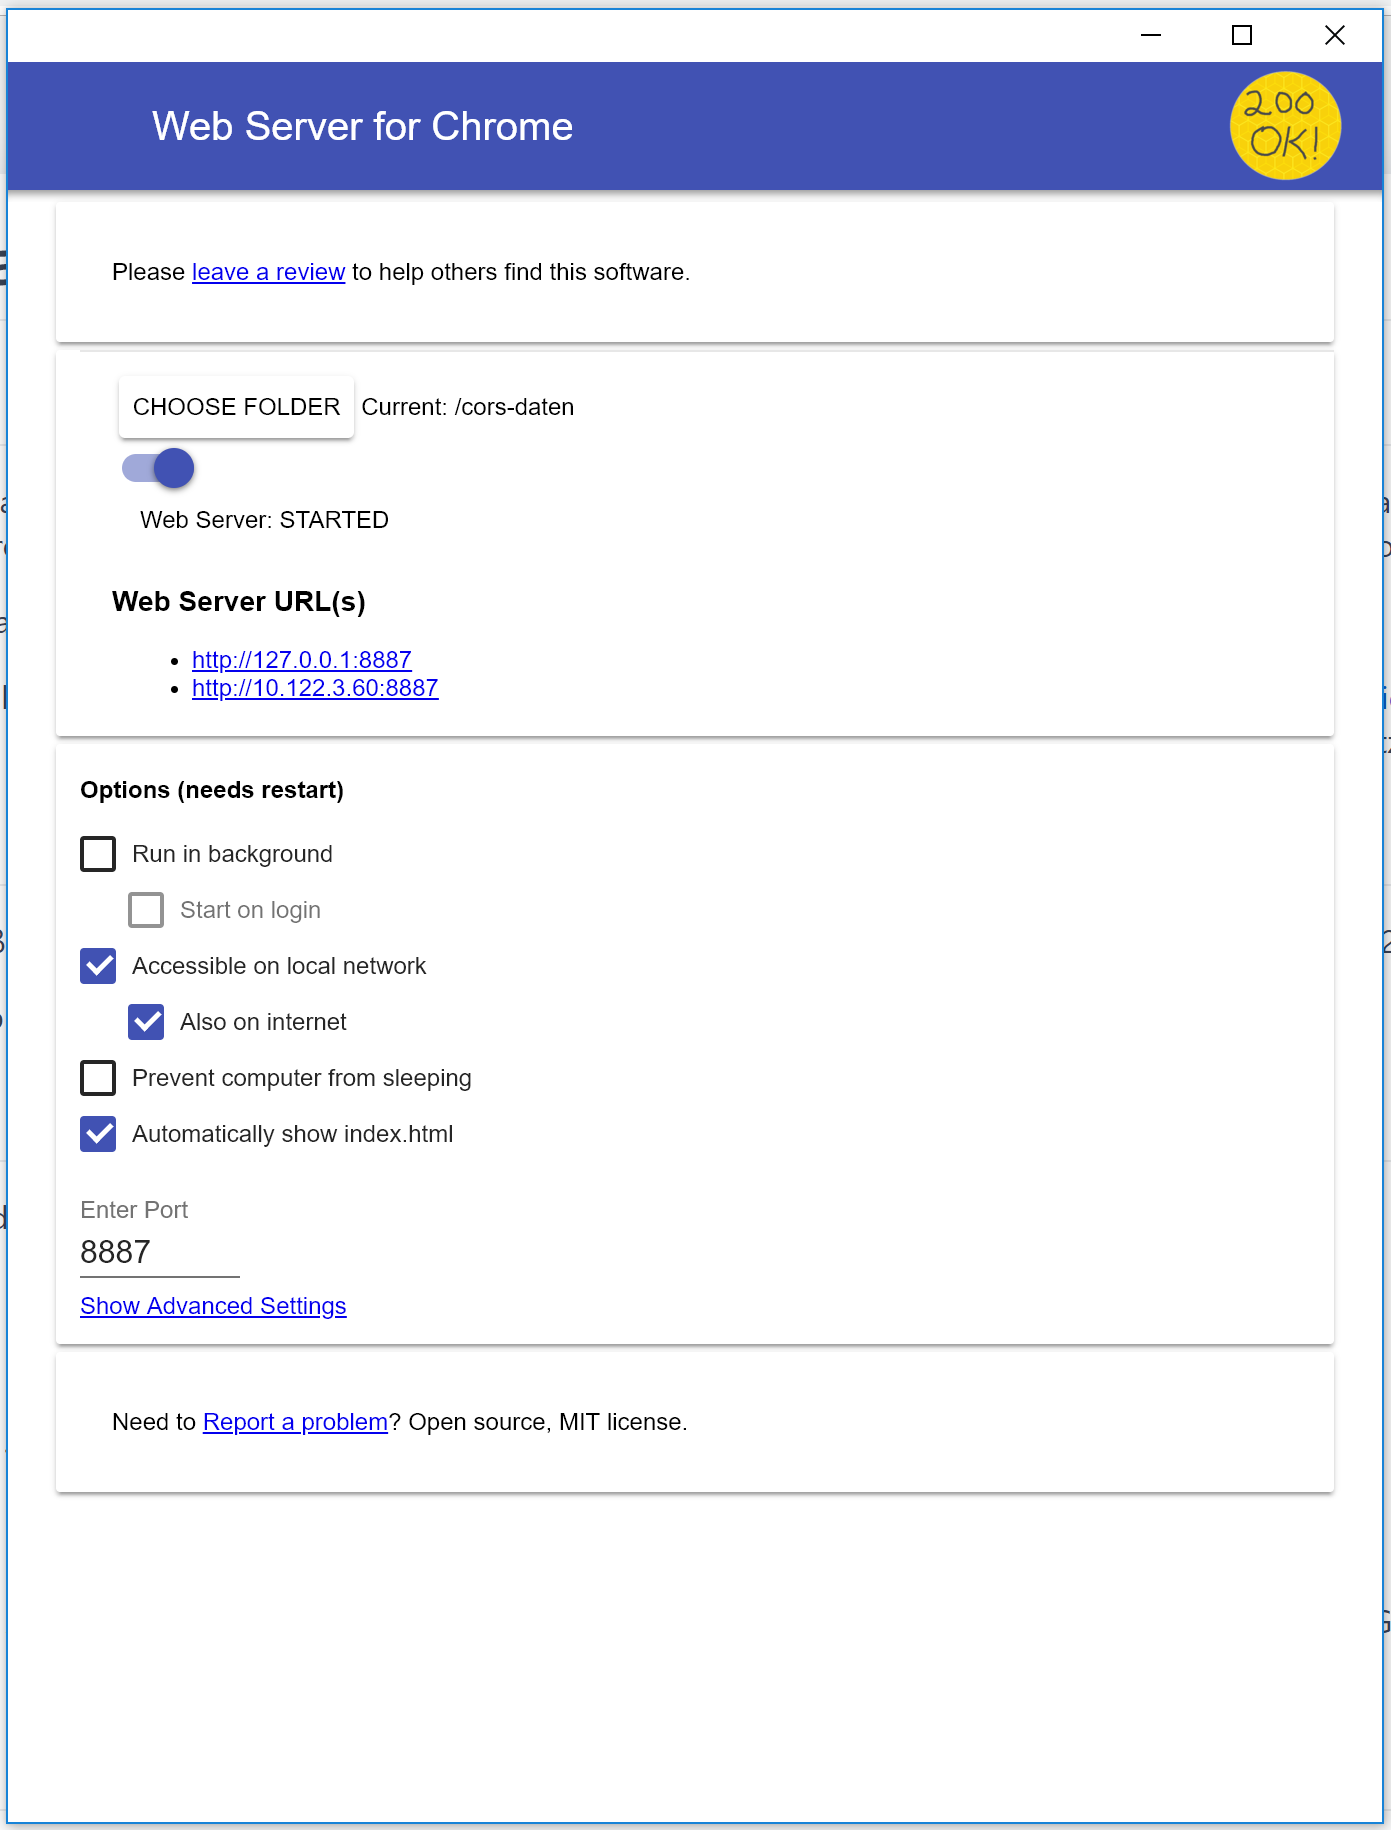 Web Server for Chrome
200
OK!
Please leave a review to help others find this software.
CHOOSE FOLDER Current: /cors-daten
Web Server: STARTED
Web Server URL(s)
• http://127.0.0.1:8887
• http://10.122.3.60:8887
Options (needs restart)
Run in background
Start on login
Accessible on local network
Also on internet
Prevent computer from sleeping
Automatically show index.html
Enter Port
8887
Show Advanced Settings
Need to Report a problem? Open source, MIT license.